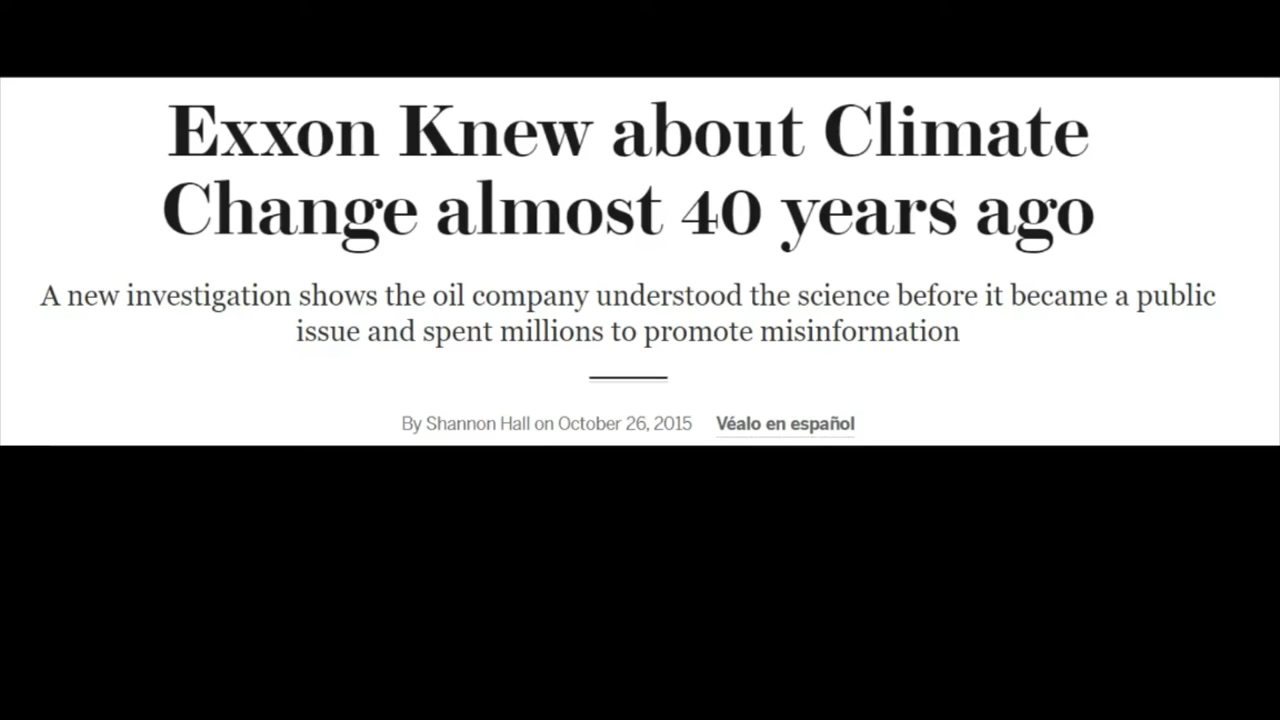 Exxon Knew about Climate
Change almost 40 years ago
A new investigation shows the oil company understood the science before it became a public
issue and spent millions to promote misinformation
By Shannon Hall on October 26, 2015 Véalo en español